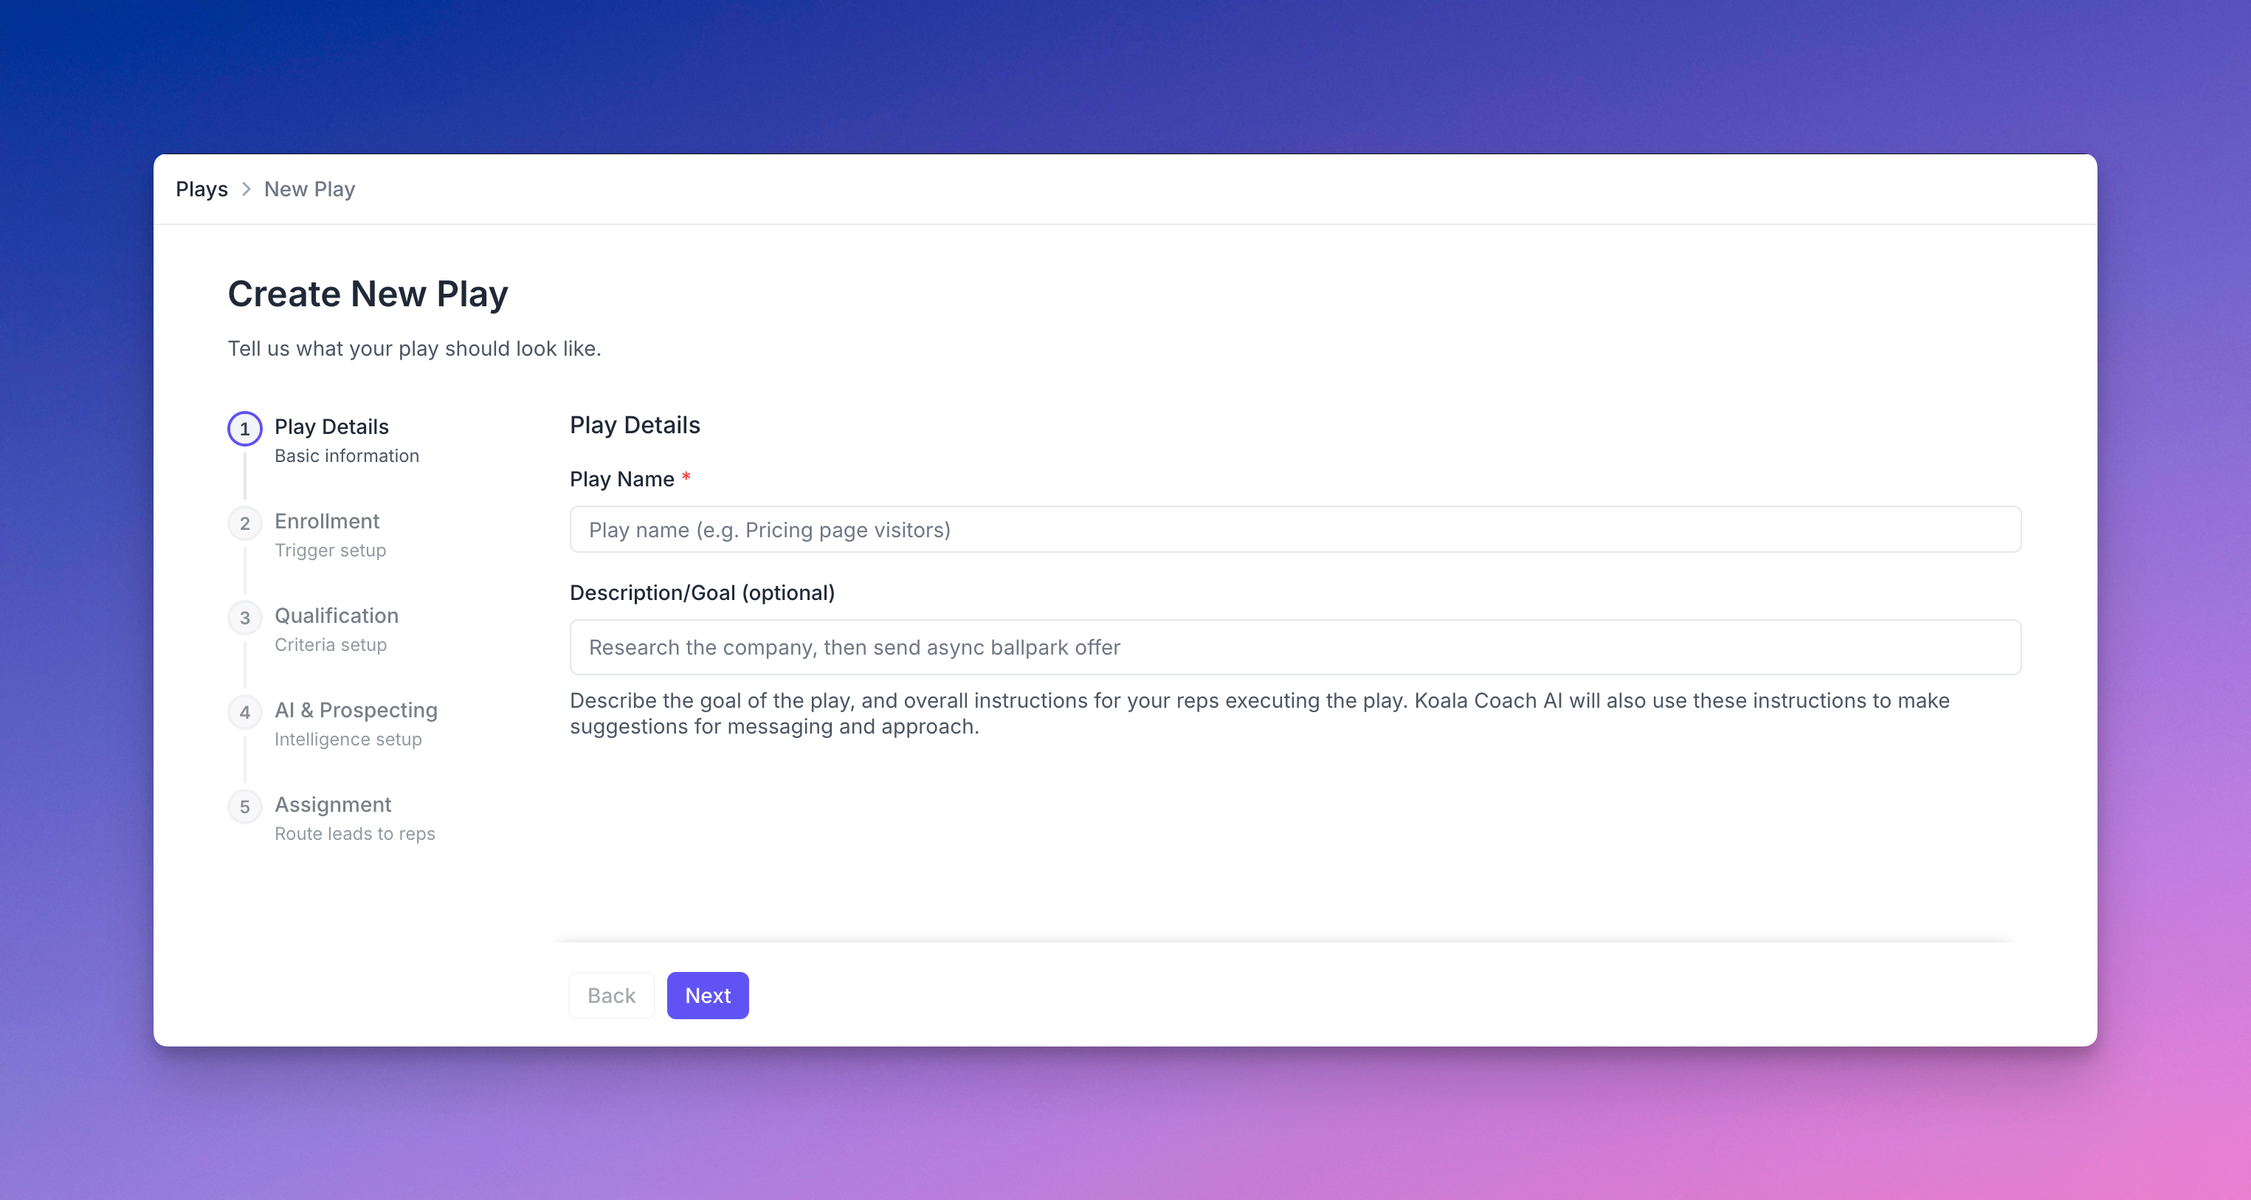 Plays > New Play
Create New Play
Tell us what your play should look like.
1 Play Details
Basic information
2 Enrollment
Trigger setup
3 Qualification
Criteria setup
4 AI & Prospecting
Intelligence setup
5 Assignment
Route leads to reps
Play Details
Play Name *
Play name (e.g. Pricing page visitors)
Description/Goal (optional)
Research the company, then send async ballpark offer
Describe the goal of the play, and overall instructions for your reps executing the play. Koala Coach AI will also use these instructions to make
suggestions for messaging and approach.
Back Next